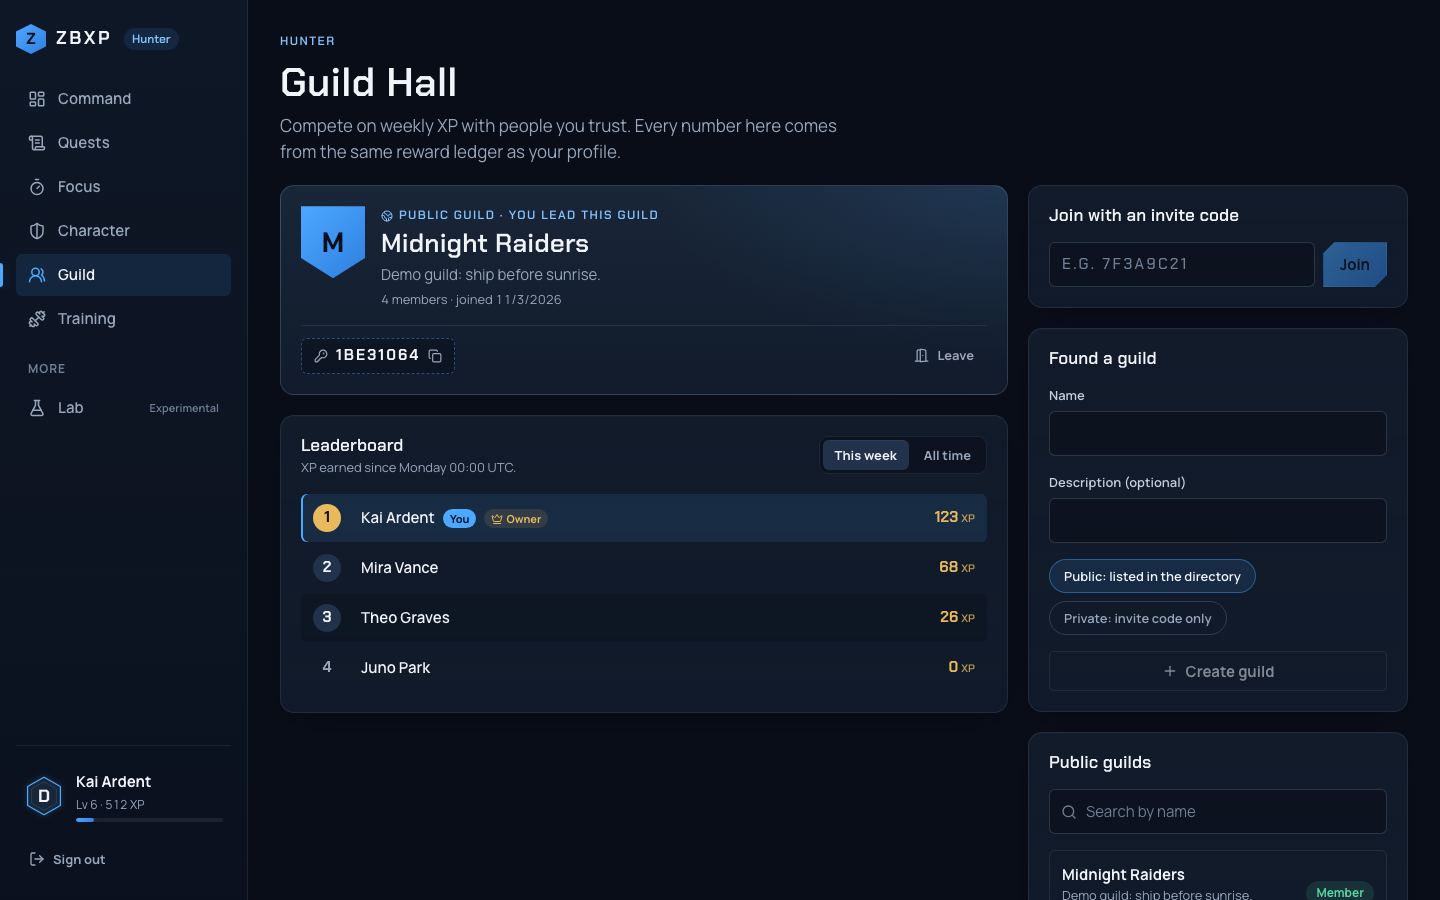 Z
ZBXP
Hunter
Command
Quests
Focus
Character
Guild
Training
MORE
Lab
Experimental
D
Kai Ardent
Lv 6 · 512 XP
Sign out
HUNTER
Guild Hall
Compete on weekly XP with people you trust. Every number here comes
from the same reward ledger as your profile.
M
PUBLIC GUILD · YOU LEAD THIS GUILD
Midnight Raiders
Demo guild: ship before sunrise.
4 members · joined 11/3/2026
1BE31064
Leave
Leaderboard
XP earned since Monday 00:00 UTC.
This week
All time
1 Kai Ardent You Owner 123 XP
2 Mira Vance 68 XP
3 Theo Graves 26 XP
4 Juno Park 0 XP
Join with an invite code
E.G. 7F3A9C21
Join
Found a guild
Name
Description (optional)
Public: listed in the directory
Private: invite code only
+ Create guild
Public guilds
Search by name
Midnight Raiders
Demo guild: ship before sunrise.
Member